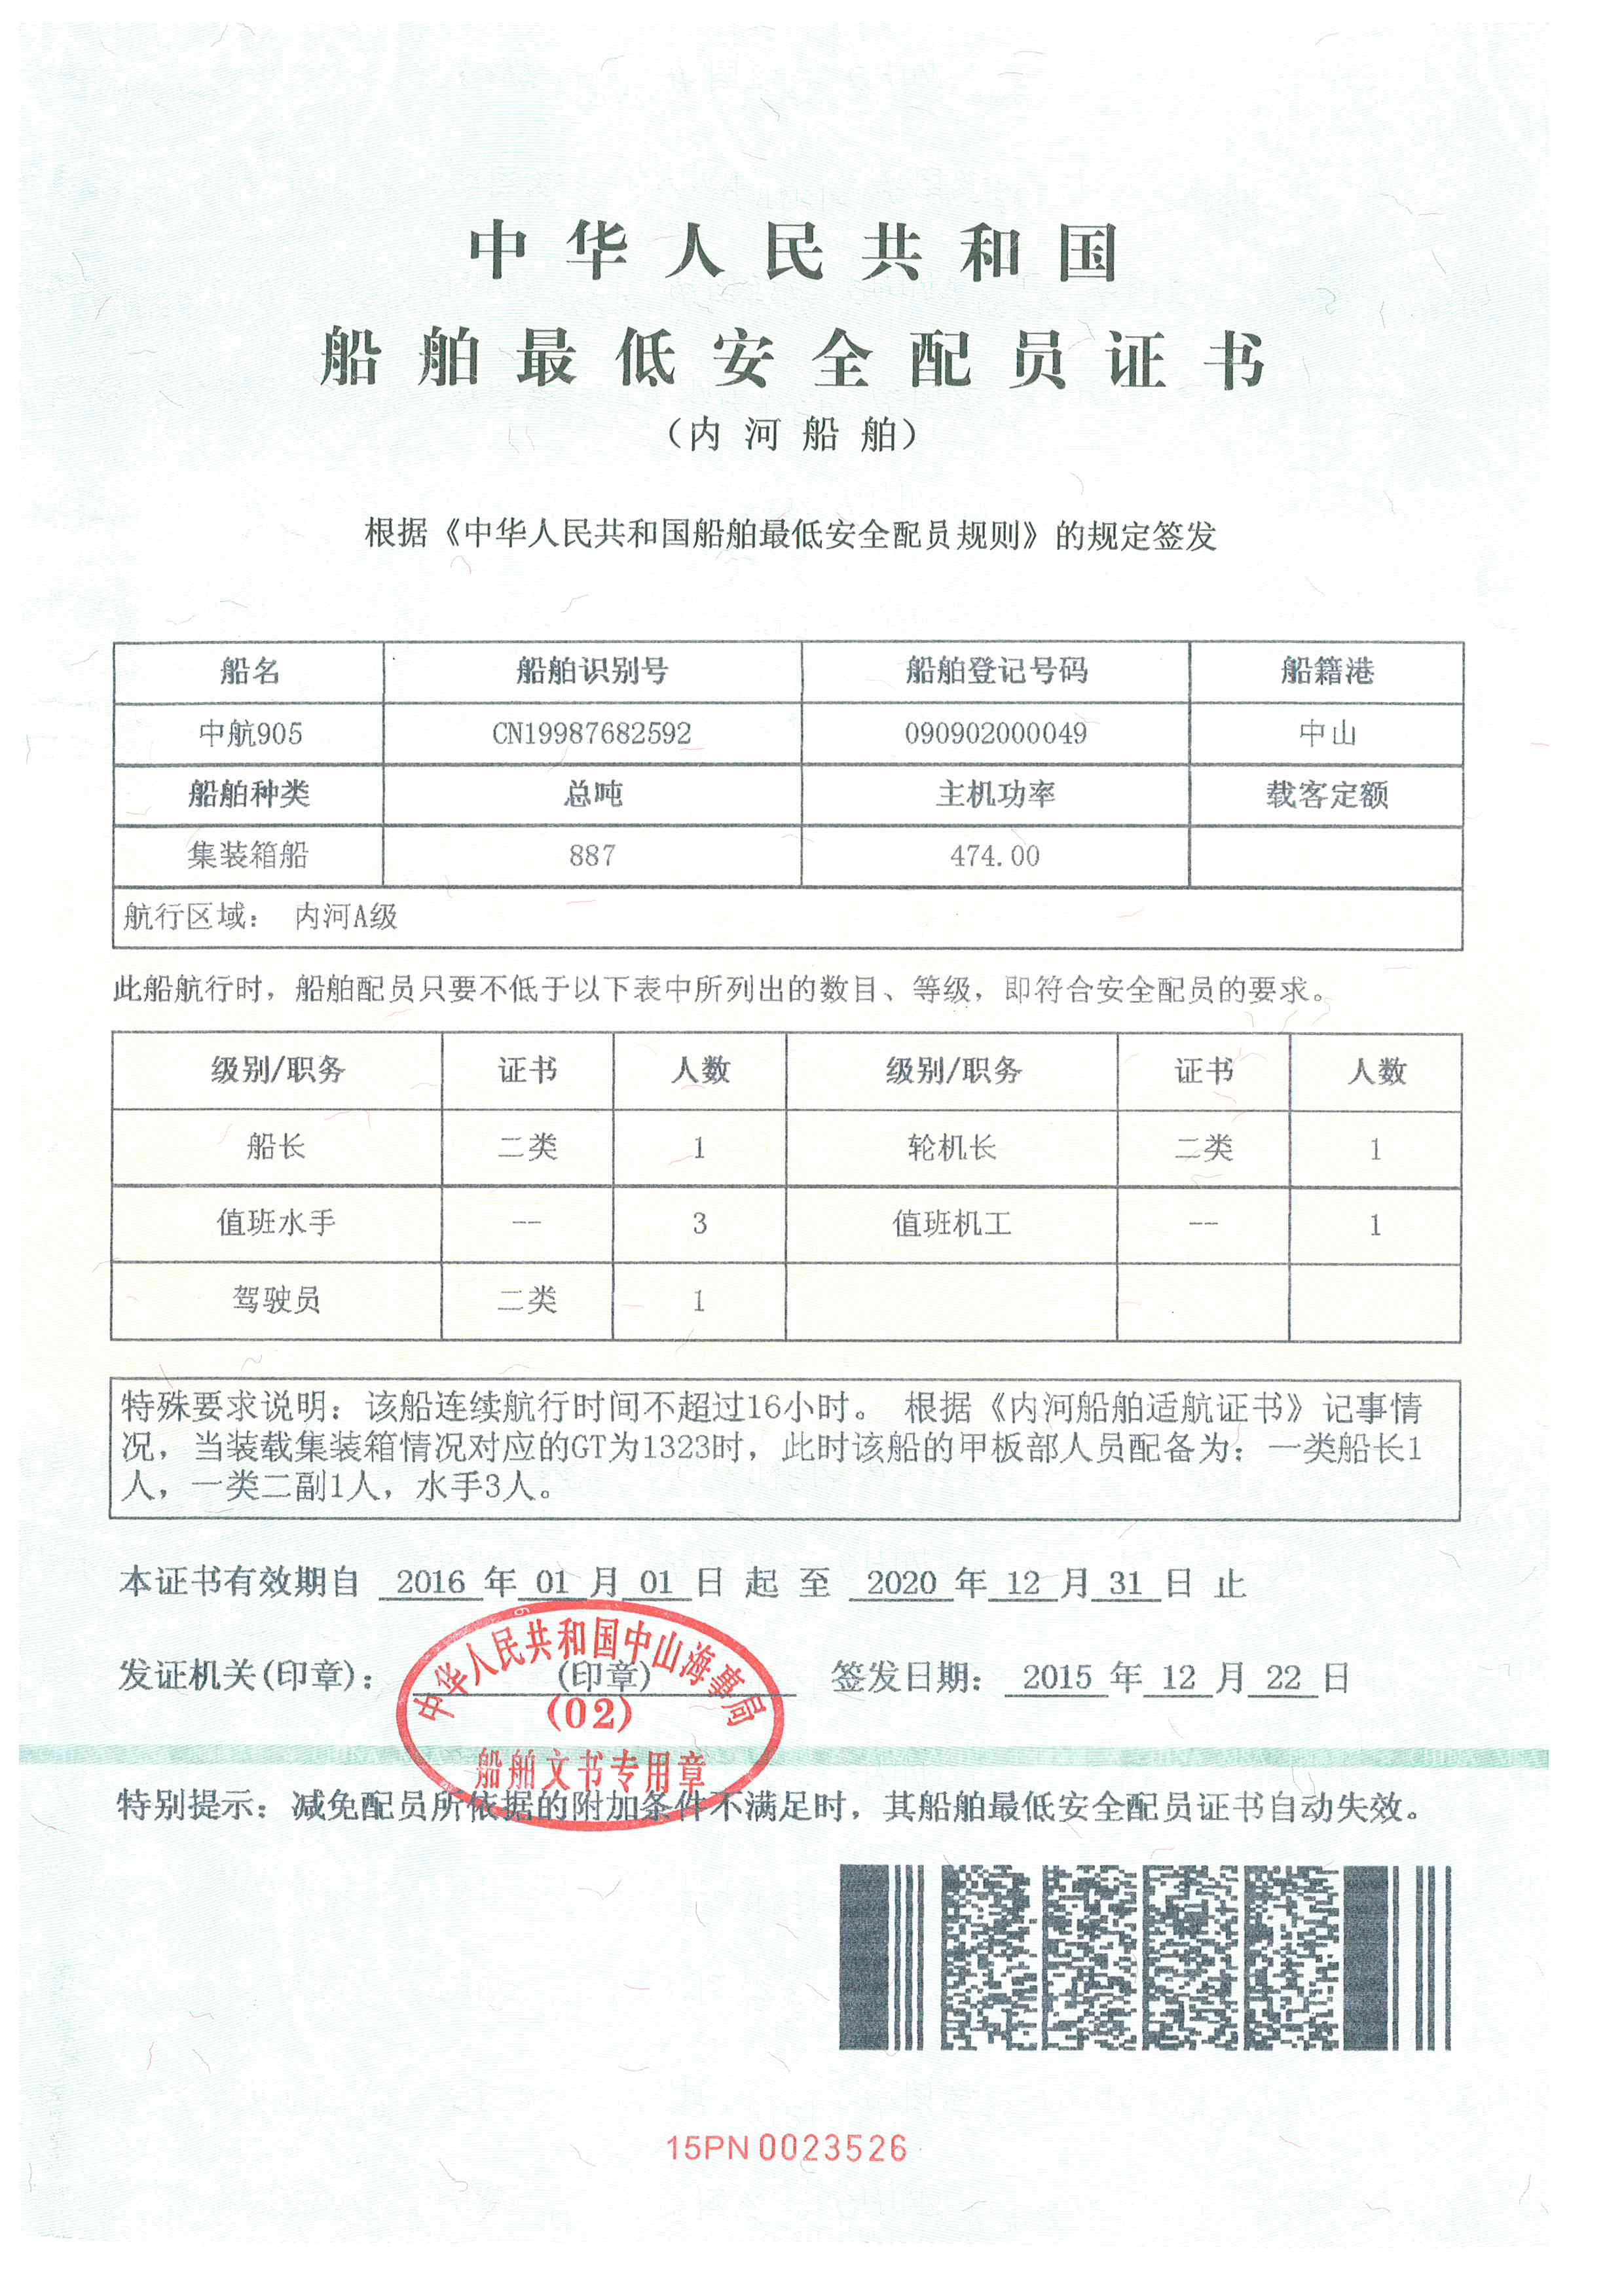 中华人民共和国
船舶最低安全配员证书
（内河船舶）
根据《中华人民共和国船舶最低安全配员规则》的规定签发
船名 船舶识别号 船舶登记号码 船籍港
中航905 CN19987682592 090902000049 中山
船舶种类 总吨 主机功率 载客定额
集装箱船 887 474.00
航行区域： 内河A级
此船航行时，船舶配员只要不低于以下表中所列出的数目、等级，即符合安全配员的要求。
级别/职务 证书 人数 级别/职务 证书 人数
船长 二类 1 轮机长 二类 1
值班水手 -- 3 值班机工 -- 1
驾驶员 二类 1
特殊要求说明：该船连续航行时间不超过16小时。 根据《内河船舶适航证书》记事情
况，当装载集装箱情况对应的GT为1323时，此时该船的甲板部人员配备为：一类船长1
人，一类二副1人，水手3人。
本证书有效期自 2016 年 01 月 01 日 起 至 2020 年 12 月 31 日 止
发证机关(印章)： (印章) 签发日期： 2015 年 12 月 22 日
中华人民共和国中山海事局
(02)
船舶文书专用章
特别提示：减免配员所依据的附加条件不满足时，其船舶最低安全配员证书自动失效。
15PN0023526